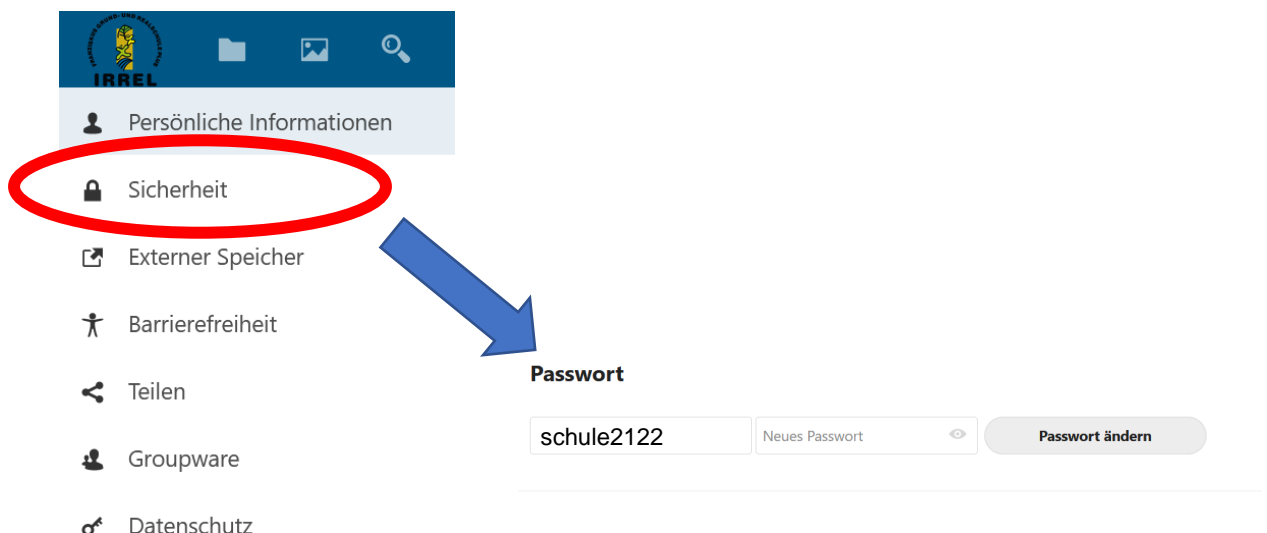 IRREL
Persönliche Informationen
Sicherheit
Externer Speicher
Barrierefreiheit
Teilen
Groupware
Datenschutz
Passwort
schule2122
Neues Passwort
Passwort ändern